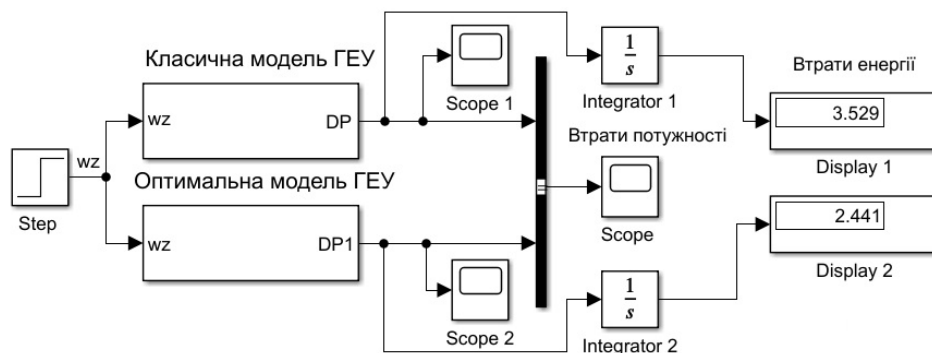 Класична модель ГЕУ
wz
DP
Scope 1
1
s
Integrator 1
Втрати енергії
3.529
Display 1
wz
Step
Оптимальна модель ГЕУ
wz
DP1
Втрати потужності
Scope
2.441
Display 2
Scope 2
1
s
Integrator 2